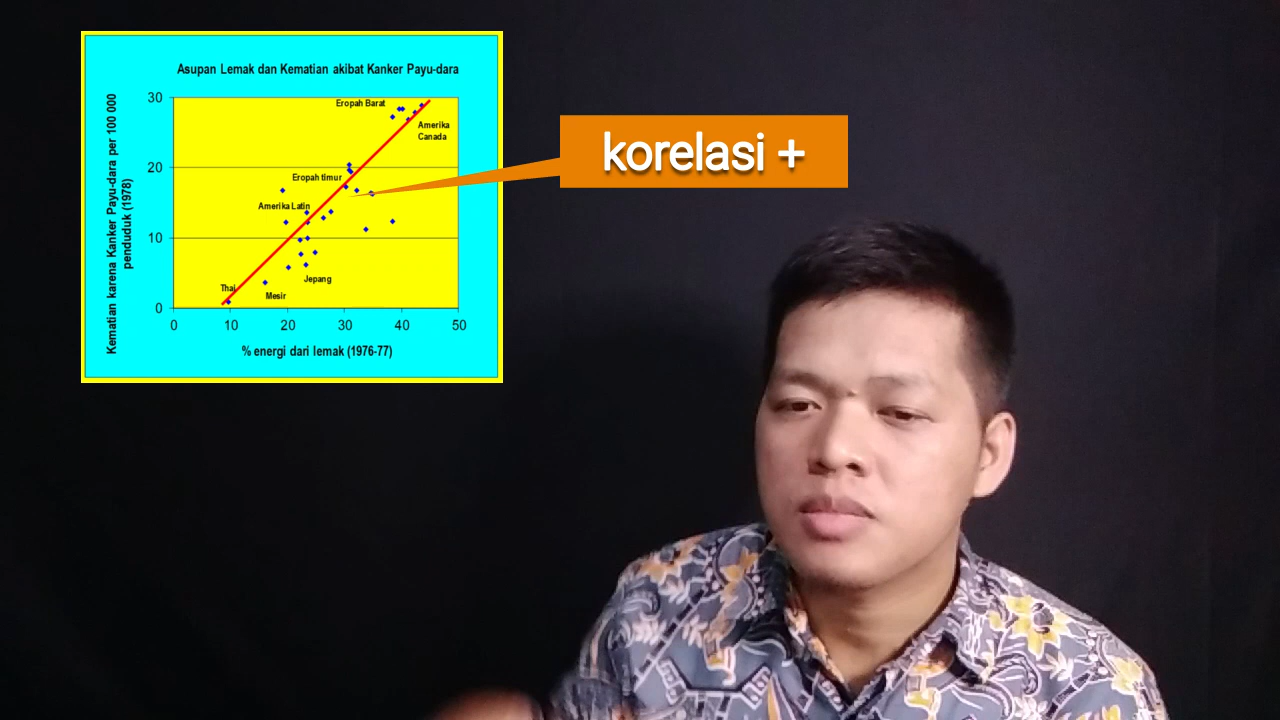 Asupan Lemak dan Kematian akibat Kanker Payu-dara
Kematian karena Kanker Payu-dara per 100 000
penduduk (1978)
30
20
10
0
0 10 20 30 40 50
% energi dari lemak (1976-77)
Eropah Barat
Amerika
Canada
Eropah timur
Amerika Latin
Jepang
Thai
Mesir
korelasi +